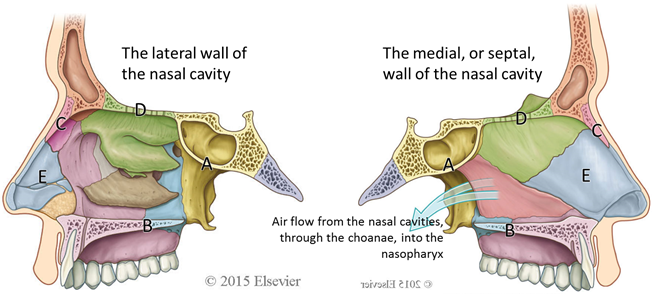 The lateral wall of
the nasal cavity
D
C
A
E
B
© 2015 Elsevier
The medial, or septal,
wall of the nasal cavity
D
C
A
E
B
Air flow from the nasal cavities,
through the choanae, into the
nasopharynx
© 2015 Elsevier